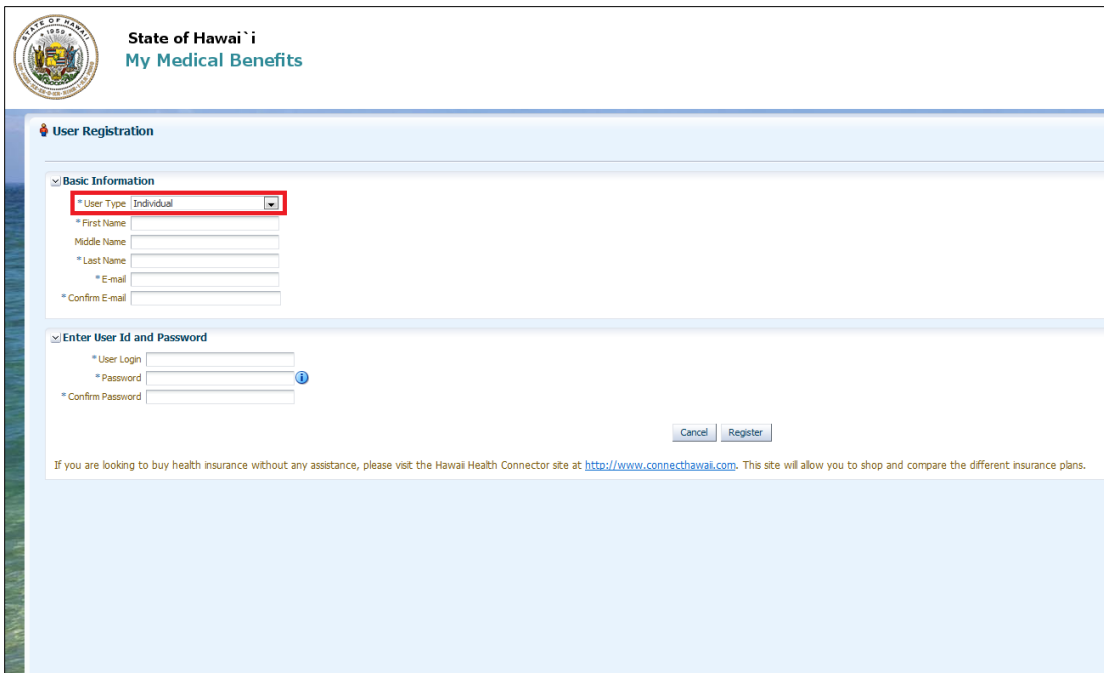 State of Hawai`i
My Medical Benefits
User Registration
Basic Information
* User Type Individual
* First Name
Middle Name
* Last Name
* E-mail
* Confirm E-mail
Enter User Id and Password
* User Login
* Password
* Confirm Password
Cancel Register
If you are looking to buy health insurance without any assistance, please visit the Hawaii Health Connector site at http://www.connecthawaii.com. This site will allow you to shop and compare the different insurance plans.